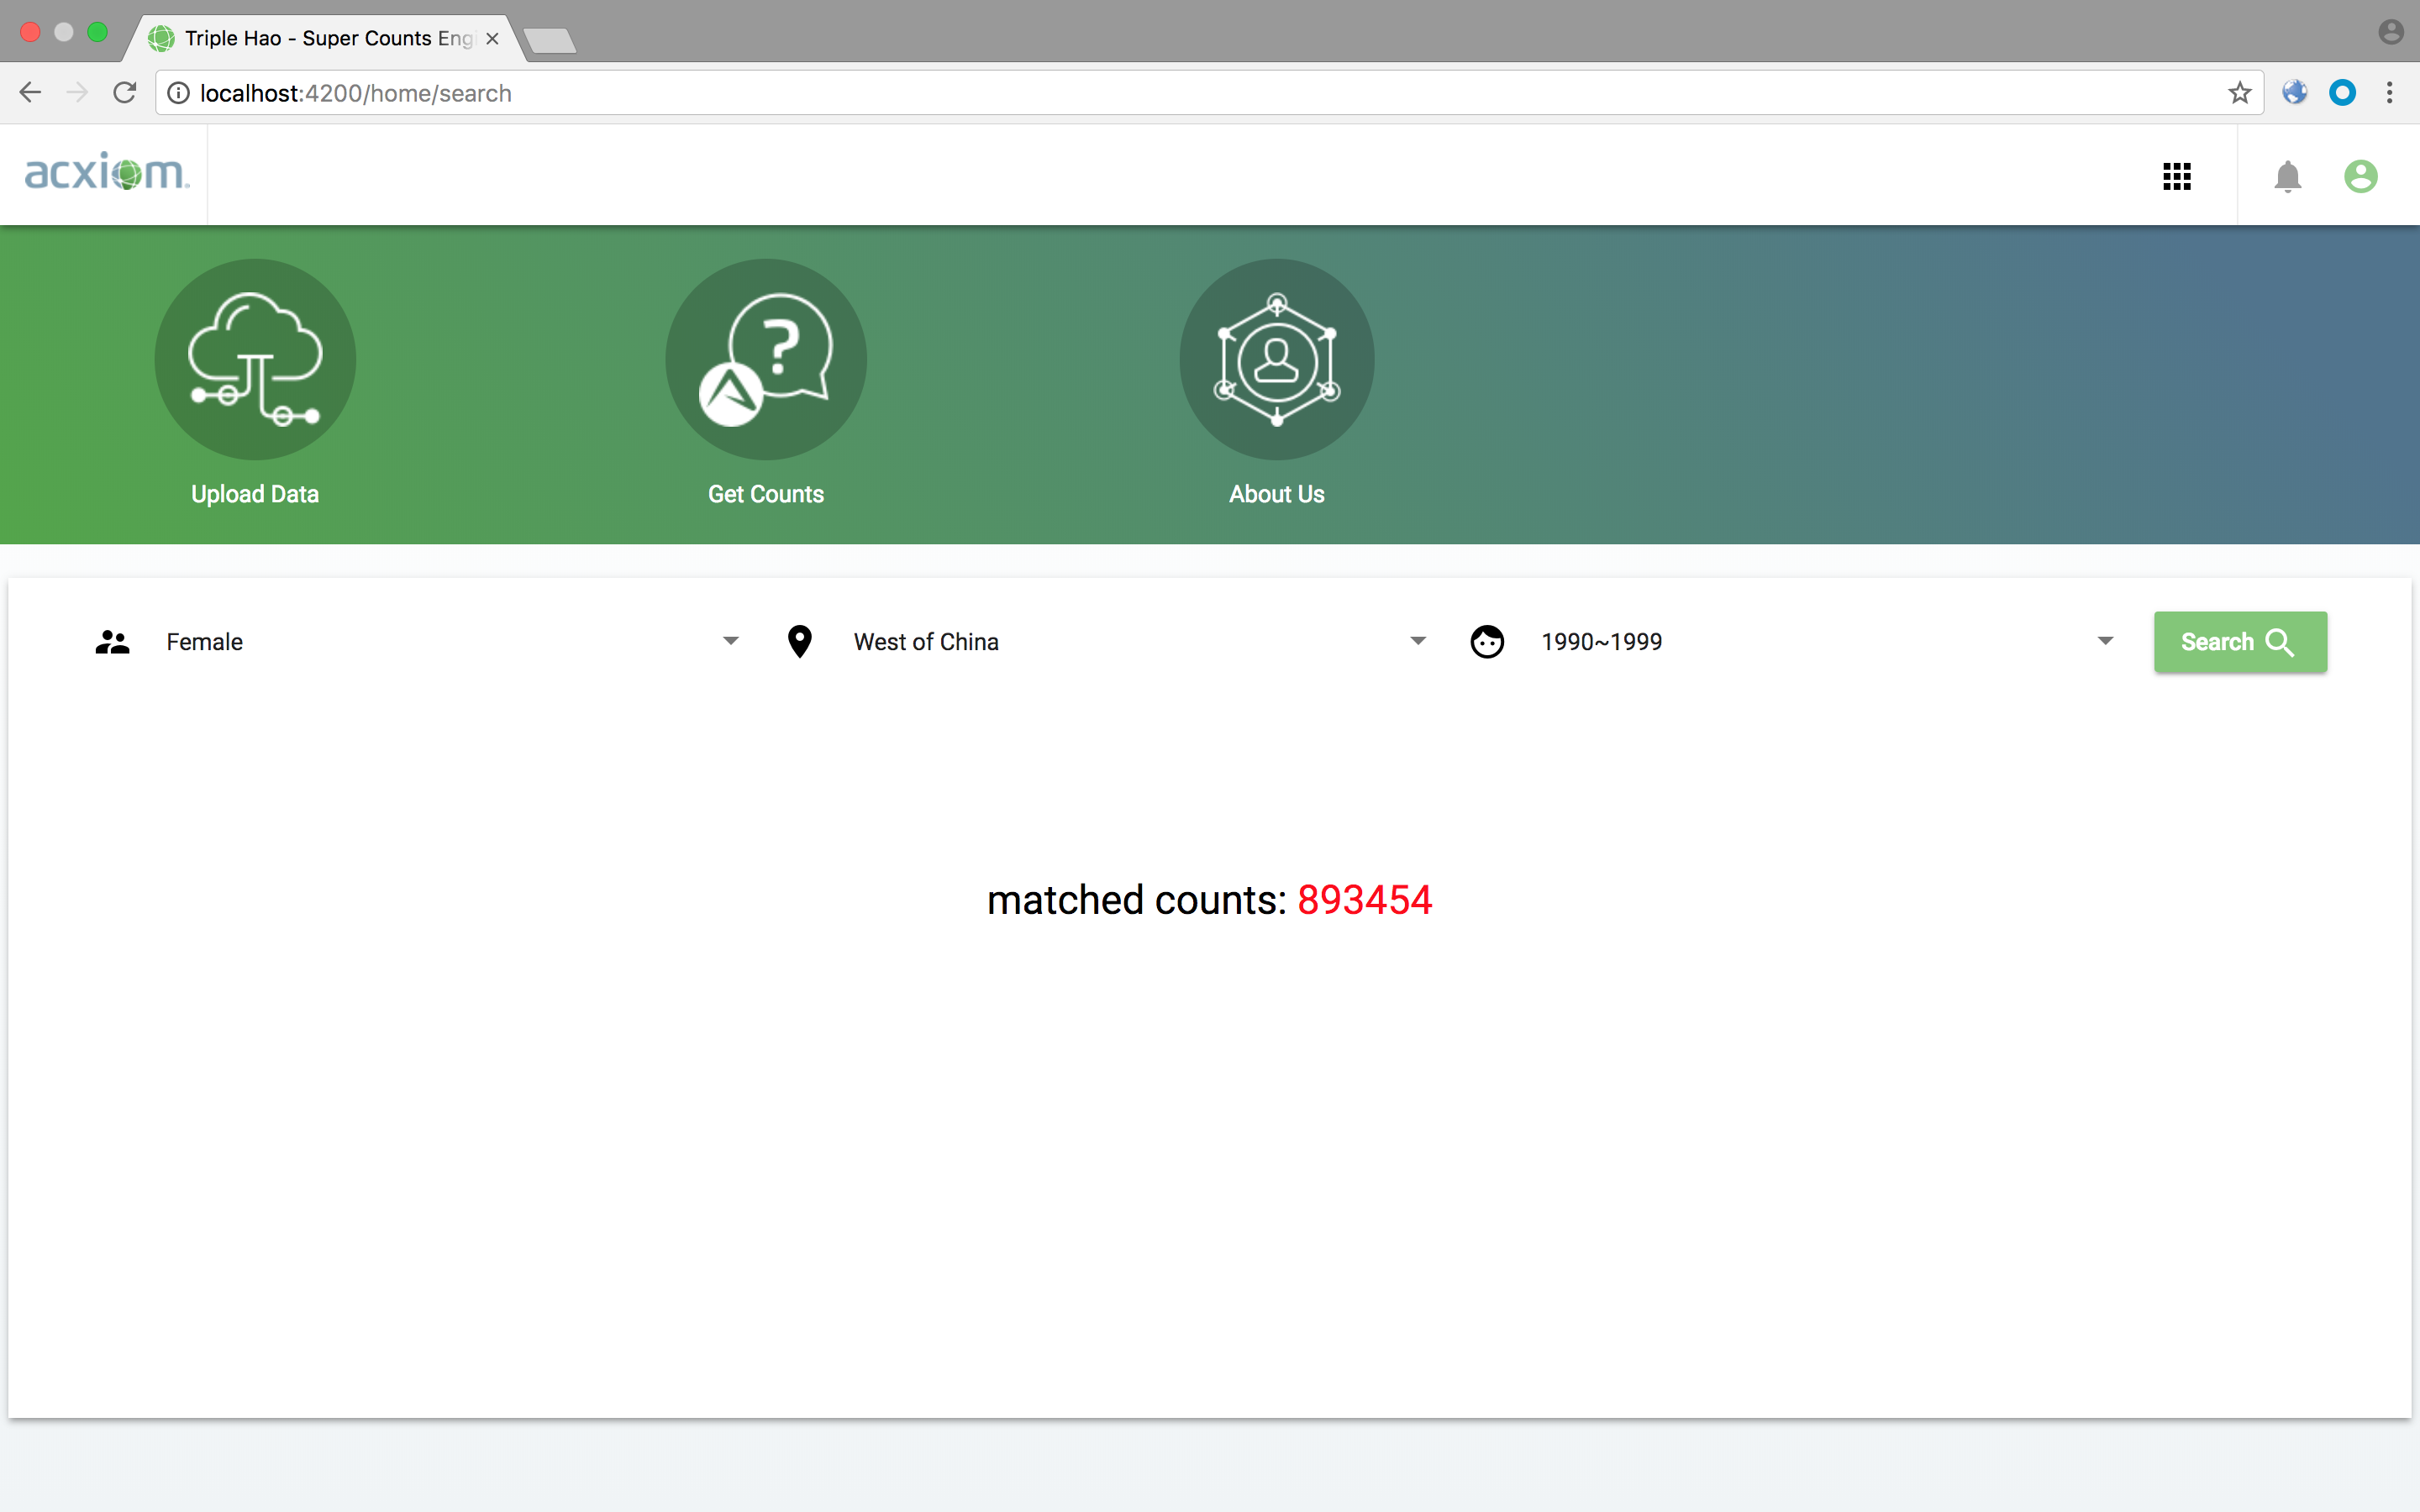 Triple Hao - Super Counts Engi
localhost:4200/home/search
acxiom
Upload Data
Get Counts
About Us
Female
West of China
1990~1999
Search
matched counts: 893454